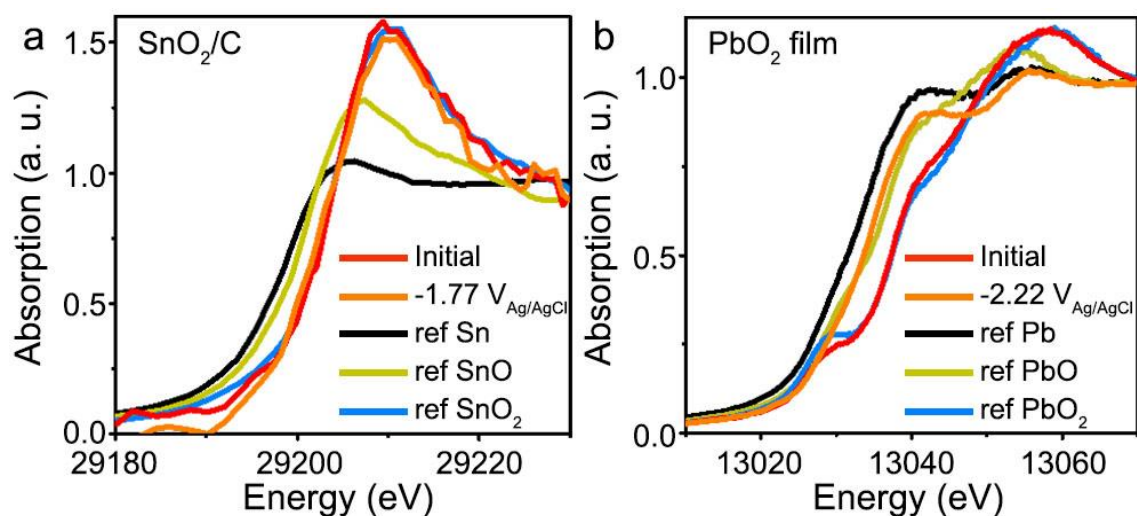 a
SnO₂/C
Absorption (a. u.)
1.5
1.0
0.5
0.0
29180
29200
29220
Energy (eV)
Initial
-1.77 V Ag/AgCl
ref Sn
ref SnO
ref SnO₂
b
PbO₂ film
Absorption (a. u.)
1.0
0.5
0.0
13020
13040
13060
Energy (eV)
Initial
-2.22 V Ag/AgCl
ref Pb
ref PbO
ref PbO₂